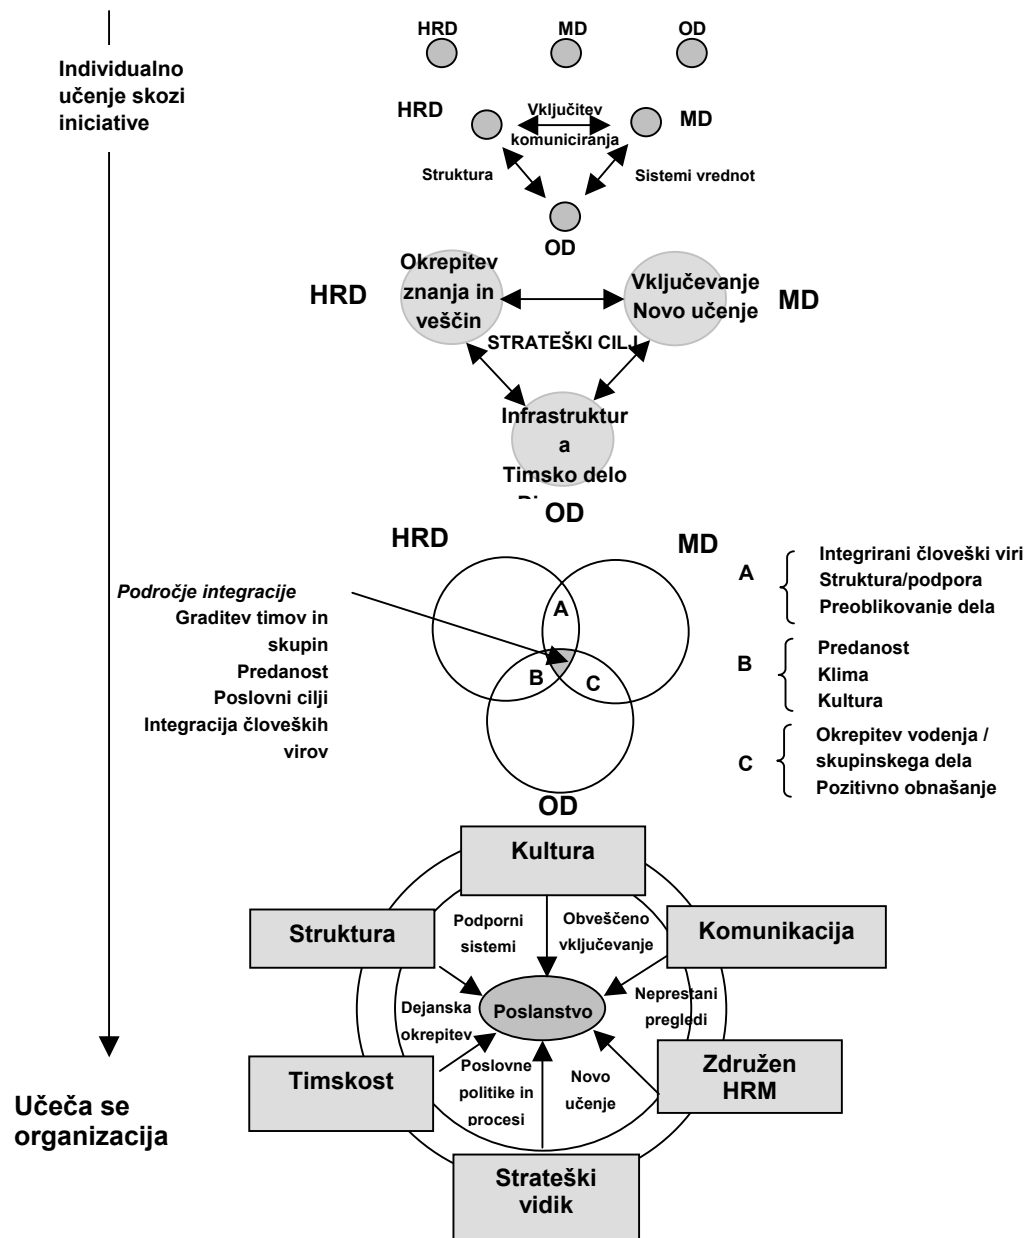 Individualno
učenje skozi
iniciative
HRD
MD
OD
HRD
Vključitev
komuniciranja
MD
Struktura
Sistemi vrednot
OD
HRD
Okrepitev
znanja in
veščin
Vključevanje
Novo učenje
MD
STRATEŠKI CILJ
Infrastruktur
a
Timsko delo
OD
HRD
MD
Področje integracije
Graditev timov in
skupin
Predanost
Poslovni cilji
Integracija človeških
virov
A
B
C
OD
A
Integrirani človeški viri
Struktura/podpora
Preoblikovanje dela
B
Predanost
Klima
Kultura
C
Okrepitev vodenja /
skupinskega dela
Pozitivno obnašanje
Kultura
Struktura
Podporni
sistemi
Obveščeno
vključevanje
Komunikacija
Dejanska
okrepitev
Poslanstvo
Neprestani
pregledi
Timskost
Poslovne
politike in
procesi
Novo
učenje
Združen
HRM
Strateški
vidik
Učeča se
organizacija